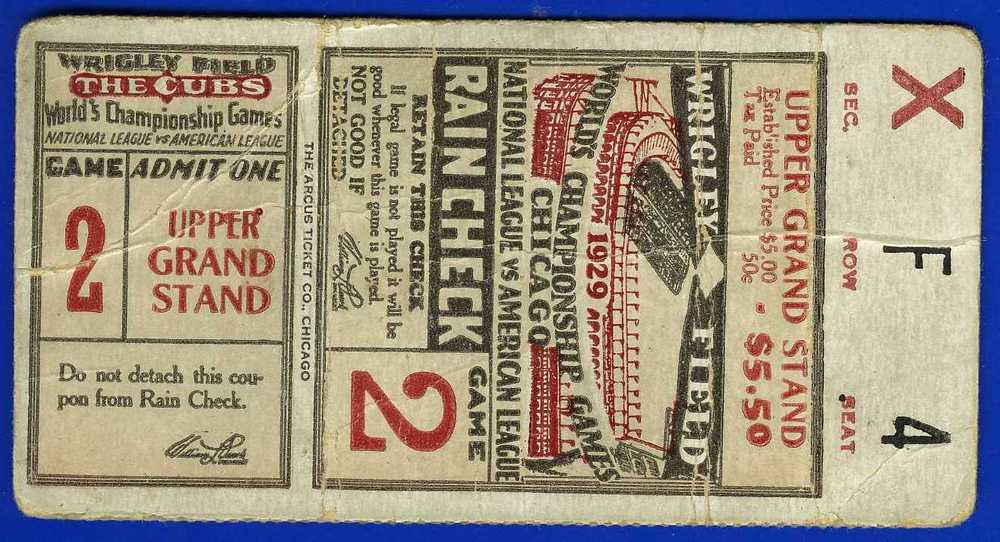 WRIGLEY FIELD
THE CUBS
World's Championship Games
NATIONAL LEAGUE vs AMERICAN LEAGUE
GAME
2
ADMIT ONE
UPPER
GRAND
STAND
Do not detach this cou-
pon from Rain Check.
THE ARCUS TICKET CO., CHICAGO
RAIN CHECK
RETAIN THIS CHECK
If legal game is not played it will be
good whenever this game is played
NOT GOOD IF
DETACHED
GAME
2
WRIGLEY FIELD
1929
WORLD'S CHAMPIONSHIP GAMES
CHICAGO
NATIONAL LEAGUE VS AMERICAN LEAGUE
UPPER GRAND STAND - $5.50
Established Price $5.00
Tax Paid 50c
SEC. X
ROW F
SEAT 4